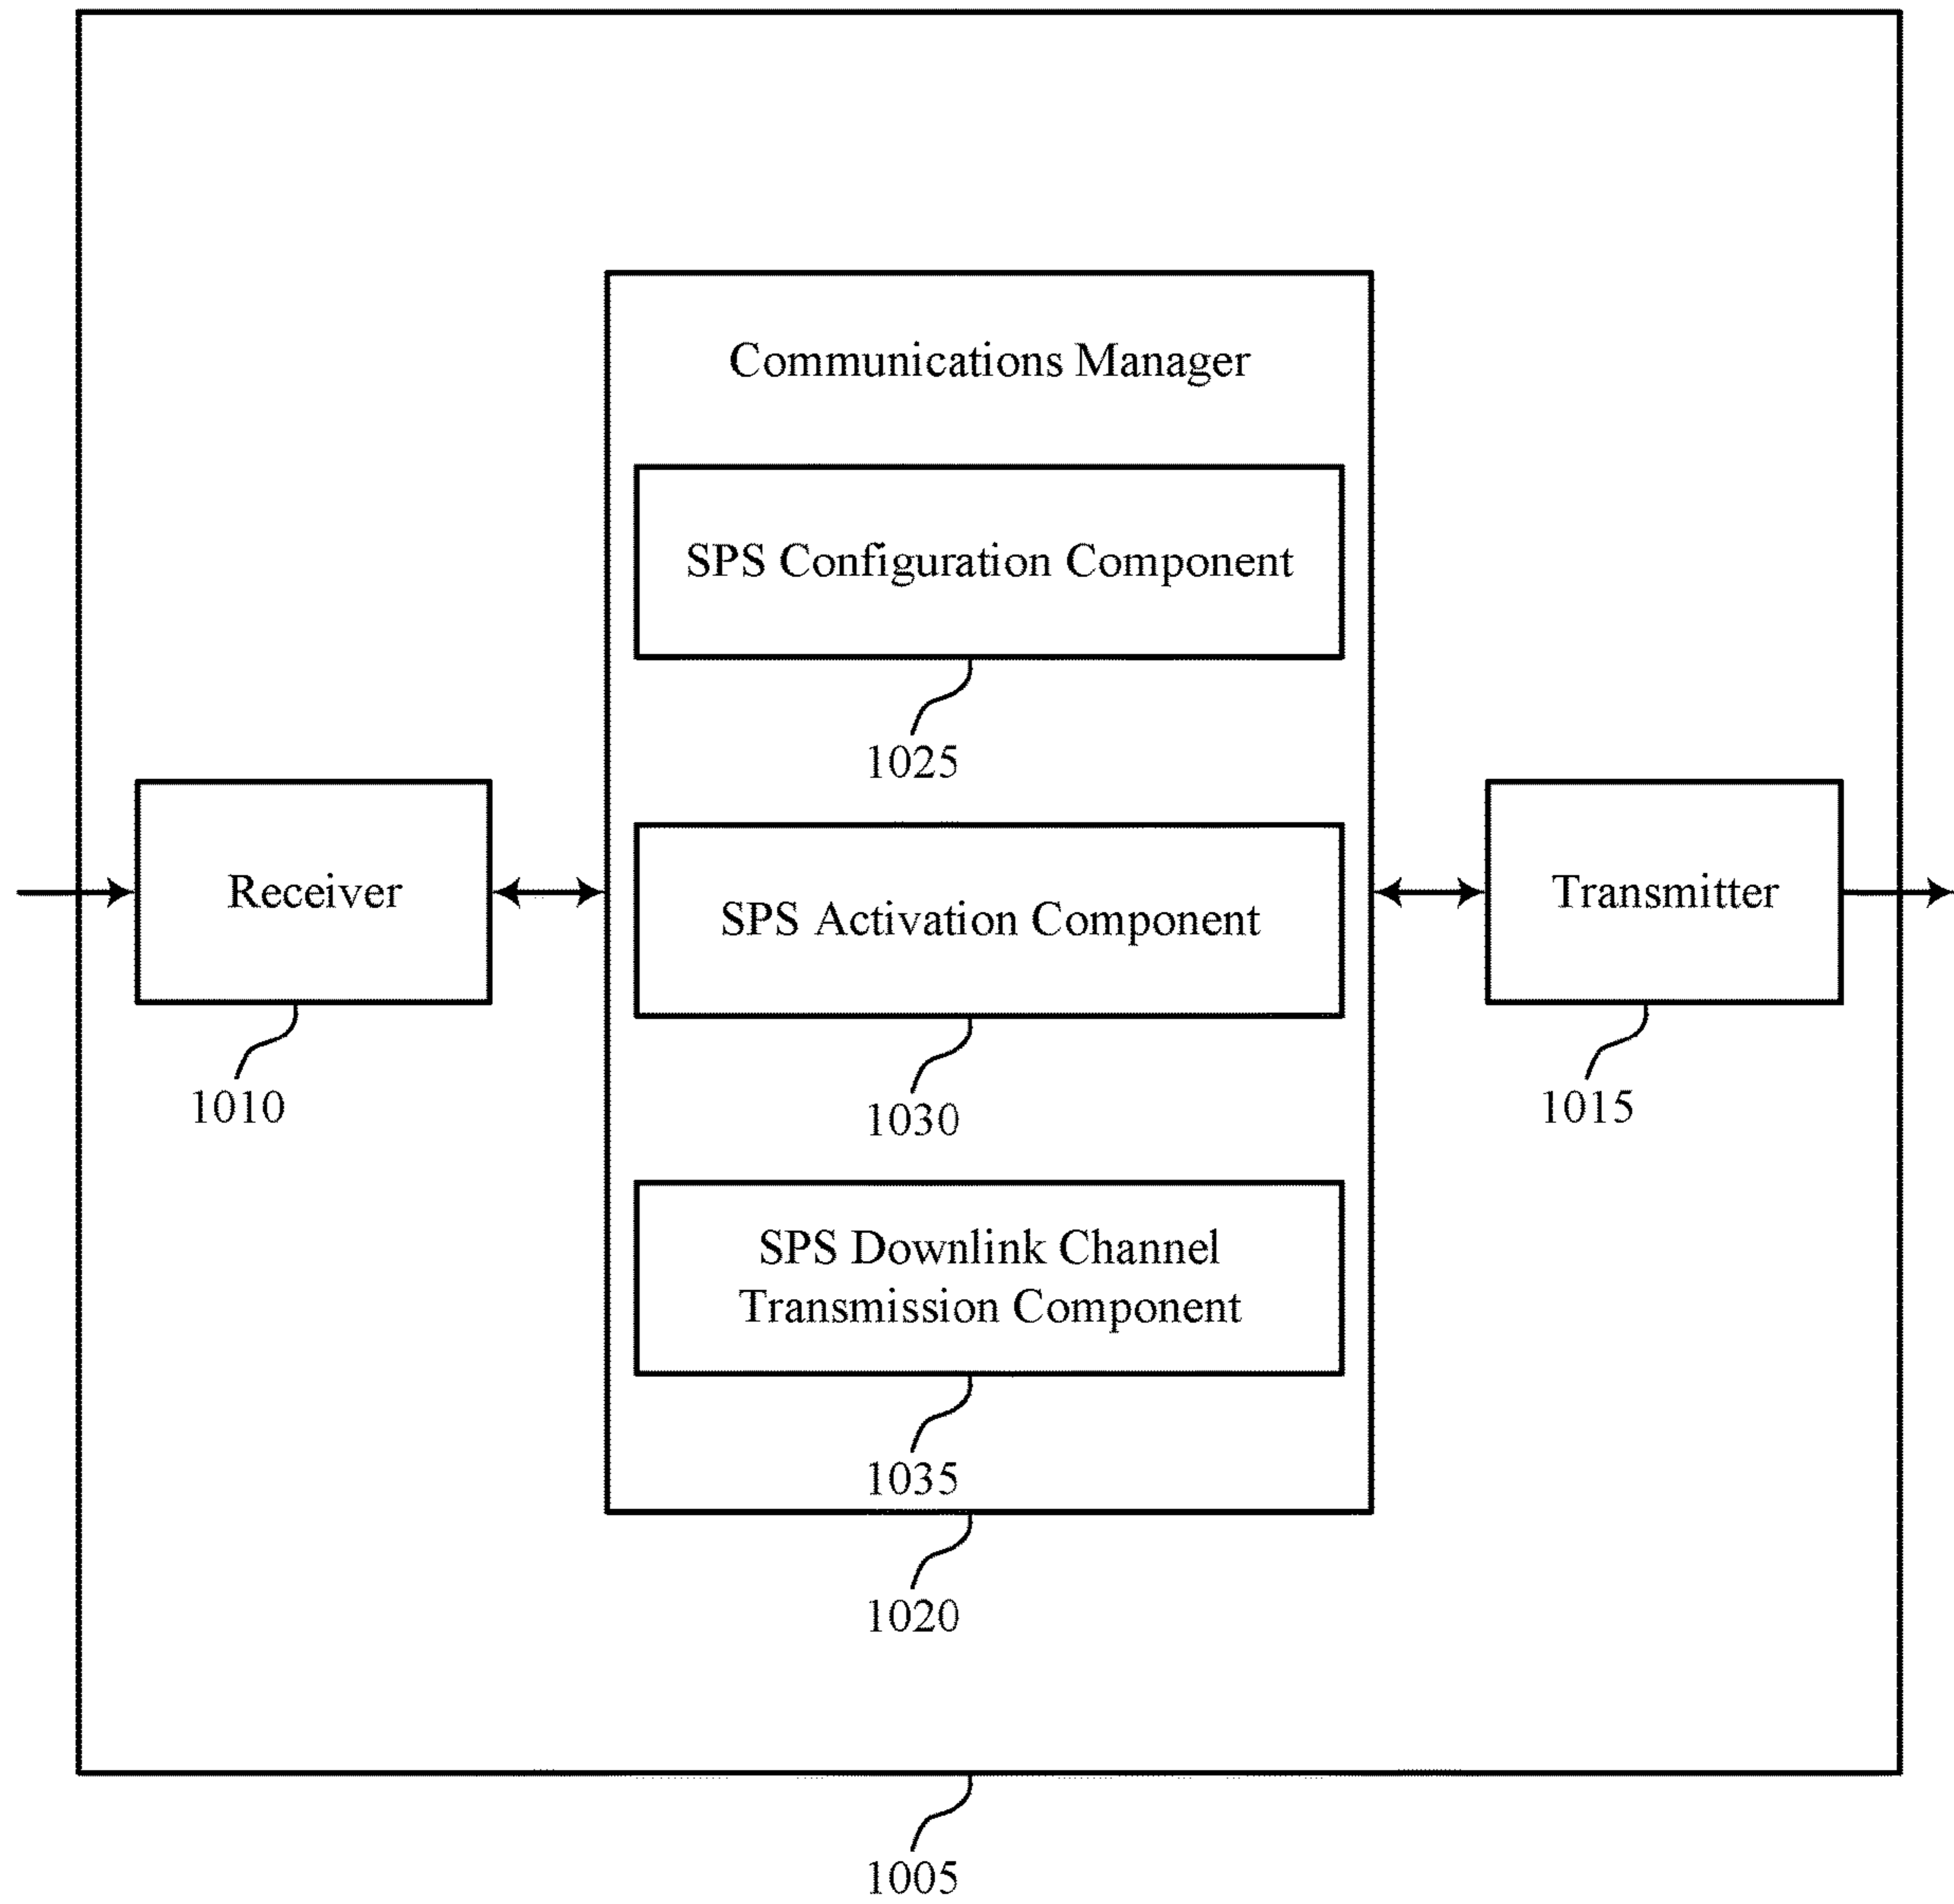 Communications Manager
SPS Configuration Component
1025
Receiver
1010
SPS Activation Component
1030
Transmitter
1015
SPS Downlink Channel
Transmission Component
1035
1020
1005